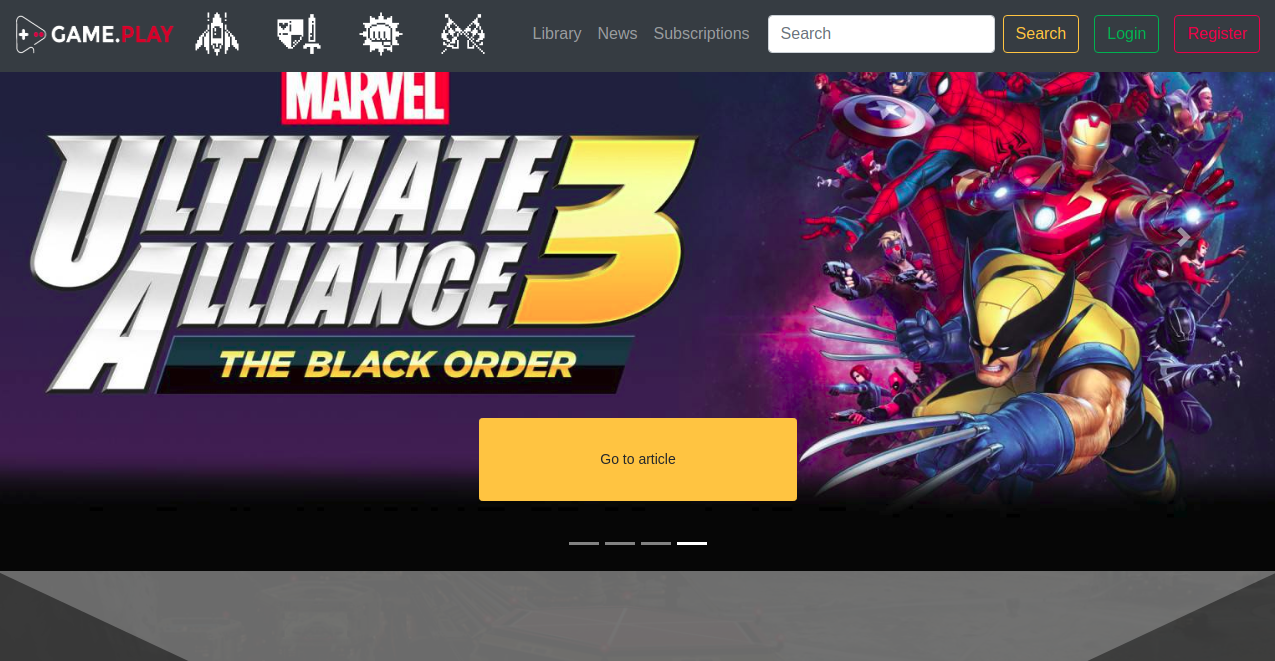 GAME.PLAY
Library News Subscriptions Search Search Login Register
MARVEL
ULTIMATE
ALLIANCE 3
THE BLACK ORDER
Go to article